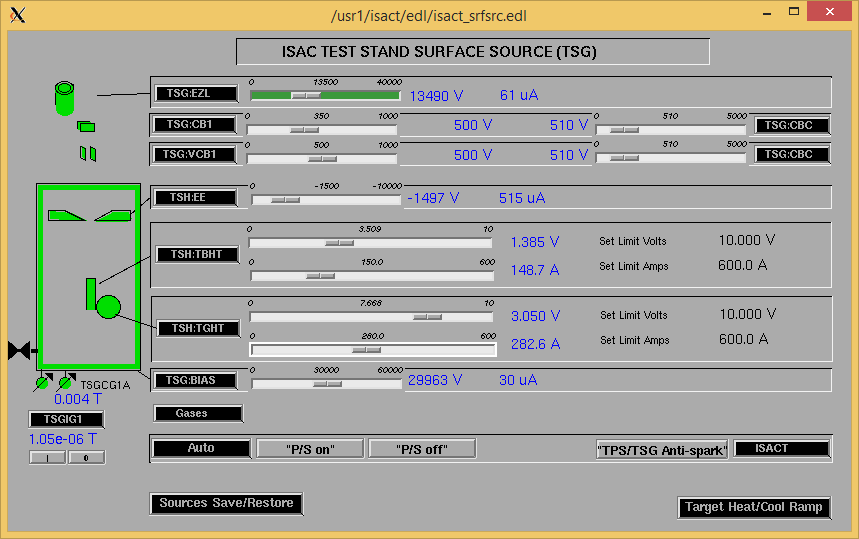 X /usr1/isact/edl/isact_srfsrc.edl
ISAC TEST STAND SURFACE SOURCE (TSG)
TSG:EZL 0 13500 40000 13490 V 61 uA
TSG:CB1 0 350 1000 500 V 510 V 0 510 5000 TSG:CBC
TSG:VCB1 0 500 1000 500 V 510 V 0 510 5000 TSG:CBC
TSH:EE 0 -1500 -10000 -1497 V 515 uA
TSH:TBHT 0 3.509 10 1.385 V Set Limit Volts 10.000 V
0 150.0 600 148.7 A Set Limit Amps 600.0 A
TSH:TGHT 0 7.668 10 3.050 V Set Limit Volts 10.000 V
0 280.0 600 282.6 A Set Limit Amps 600.0 A
TSG:BIAS 0 30000 60000 29963 V 30 uA
TSGCG1A
0.004 T
TSGIG1
1.05e-06 T
I 0
Gases
Auto "P/S on" "P/S off" "TPS/TSG Anti-spark" ISACT
Sources Save/Restore Target Heat/Cool Ramp